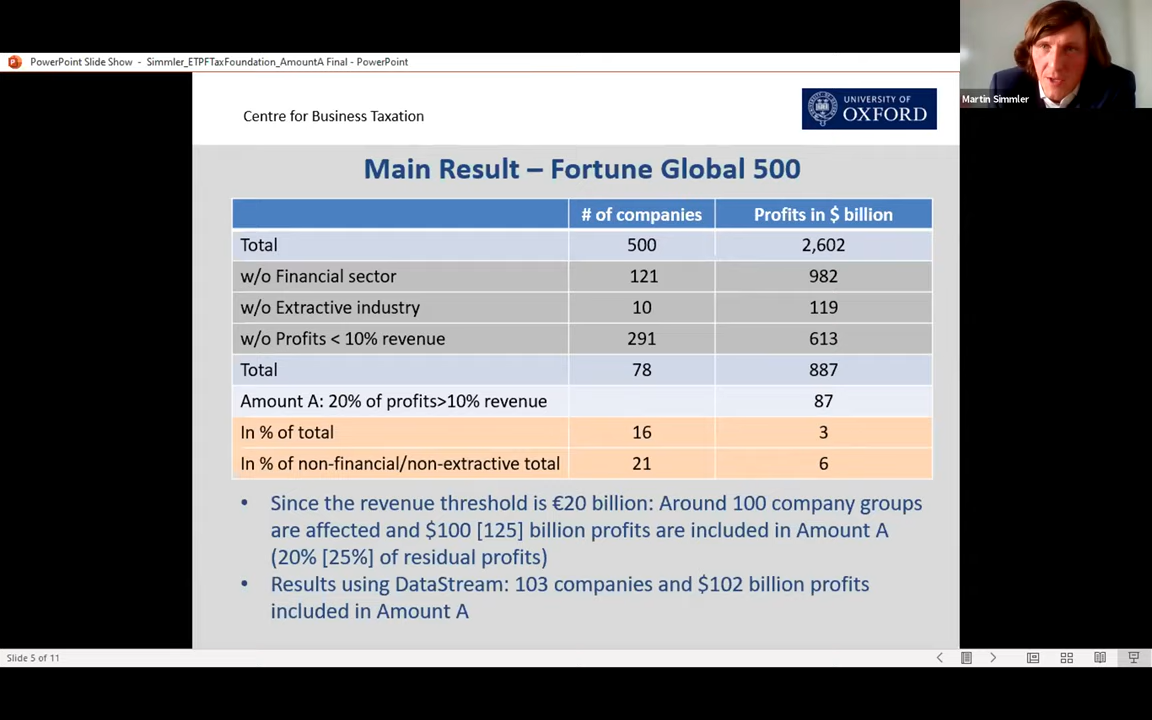 PowerPoint Slide Show - Simmler_ETPFTaxFoundation_AmountA Final - PowerPoint
Martin Simmler
Centre for Business Taxation
UNIVERSITY OF
OXFORD
Main Result – Fortune Global 500
# of companies Profits in $ billion
Total 500 2,602
w/o Financial sector 121 982
w/o Extractive industry 10 119
w/o Profits < 10% revenue 291 613
Total 78 887
Amount A: 20% of profits>10% revenue 87
In % of total 16 3
In % of non-financial/non-extractive total 21 6
• Since the revenue threshold is €20 billion: Around 100 company groups
are affected and $100 [125] billion profits are included in Amount A
(20% [25%] of residual profits)
• Results using DataStream: 103 companies and $102 billion profits
included in Amount A
Slide 5 of 11